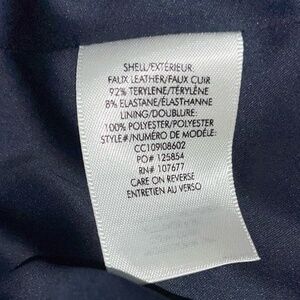 SHELL/EXTÉRIEUR:
FAUX LEATHER/FAUX CUIR
92% TERYLENE/TÉRYLÈNE
8% ELASTANE/ÉLASTHANNE
LINING/DOUBLURE:
100% POLYESTER/POLYESTER
STYLE#/NUMÉRO DE MODÈLE:
CC109I08602
PO# 125854
RN# 107677
CARE ON REVERSE
ENTRETIEN AU VERSO